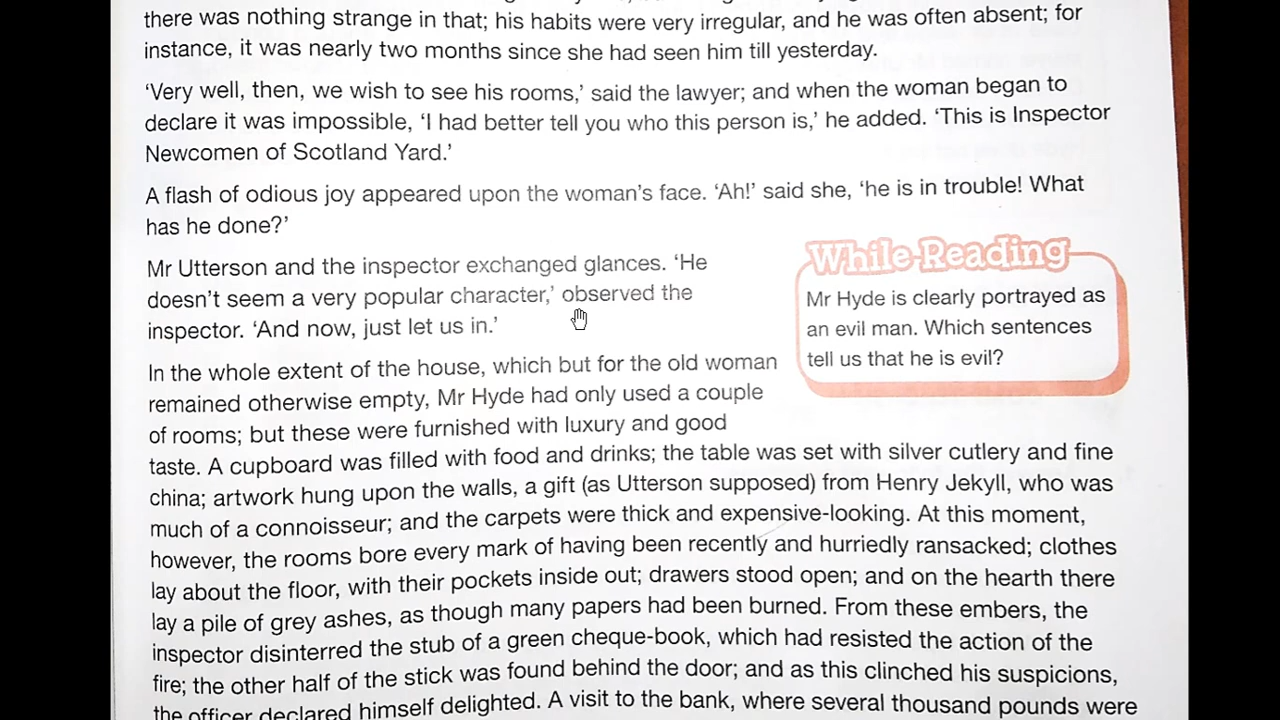 there was nothing strange in that; his habits were very irregular, and he was often absent; for
instance, it was nearly two months since she had seen him till yesterday.
‘Very well, then, we wish to see his rooms,’ said the lawyer; and when the woman began to
declare it was impossible, ‘I had better tell you who this person is,’ he added. ‘This is Inspector
Newcomen of Scotland Yard.’
A flash of odious joy appeared upon the woman’s face. ‘Ah!’ said she, ‘he is in trouble! What
has he done?’
Mr Utterson and the inspector exchanged glances. ‘He
doesn’t seem a very popular character,’ observed the
inspector. ‘And now, just let us in.’
While-Reading
Mr Hyde is clearly portrayed as
an evil man. Which sentences
tell us that he is evil?
In the whole extent of the house, which but for the old woman
remained otherwise empty, Mr Hyde had only used a couple
of rooms; but these were furnished with luxury and good
taste. A cupboard was filled with food and drinks; the table was set with silver cutlery and fine
china; artwork hung upon the walls, a gift (as Utterson supposed) from Henry Jekyll, who was
much of a connoisseur; and the carpets were thick and expensive-looking. At this moment,
however, the rooms bore every mark of having been recently and hurriedly ransacked; clothes
lay about the floor, with their pockets inside out; drawers stood open; and on the hearth there
lay a pile of grey ashes, as though many papers had been burned. From these embers, the
inspector disinterred the stub of a green cheque-book, which had resisted the action of the
fire; the other half of the stick was found behind the door; and as this clinched his suspicions,
the officer declared himself delighted. A visit to the bank, where several thousand pounds were